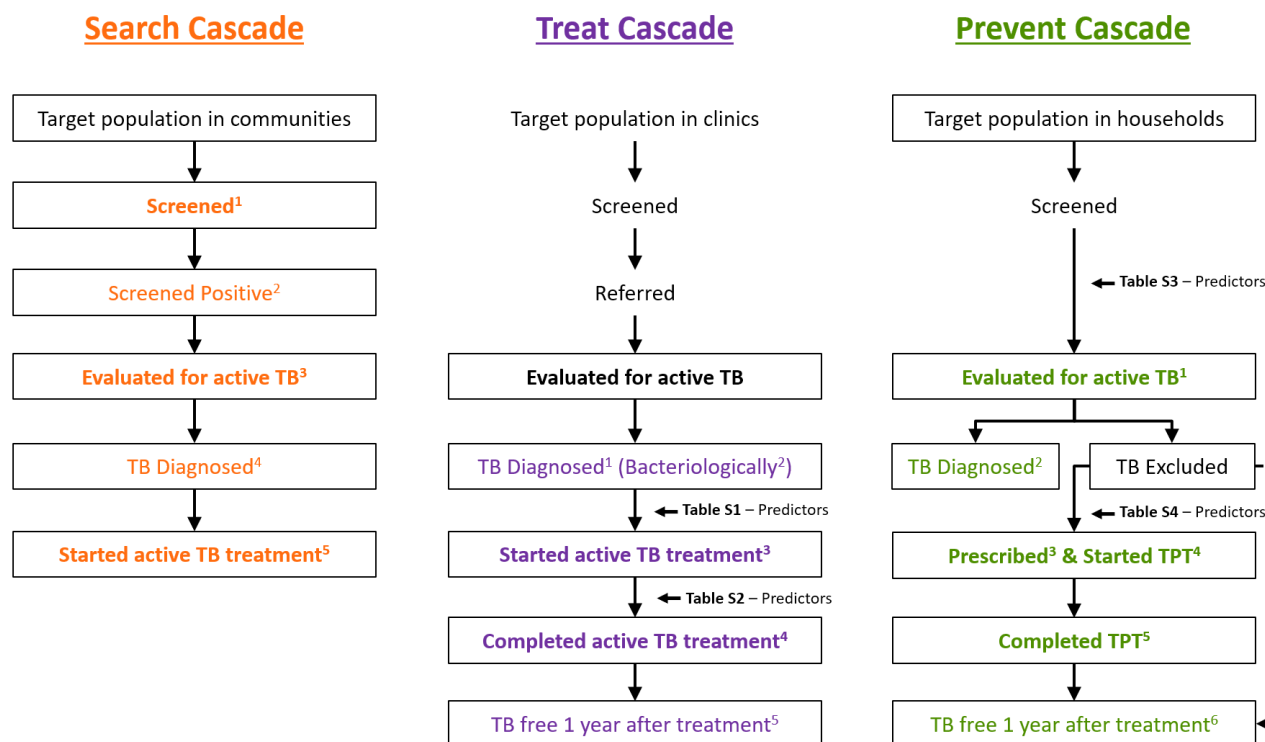 Search Cascade
Target population in communities
Screened¹
Screened Positive²
Evaluated for active TB³
TB Diagnosed⁴
Started active TB treatment⁵
Treat Cascade
Target population in clinics
Screened
Referred
Evaluated for active TB
TB Diagnosed¹ (Bacteriologically²)
Table S1 – Predictors
Started active TB treatment³
Table S2 – Predictors
Completed active TB treatment⁴
TB free 1 year after treatment⁵
Prevent Cascade
Target population in households
Screened
Table S3 – Predictors
Evaluated for active TB¹
TB Diagnosed²
TB Excluded
Table S4 – Predictors
Prescribed³ & Started TPT⁴
Completed TPT⁵
TB free 1 year after treatment⁶